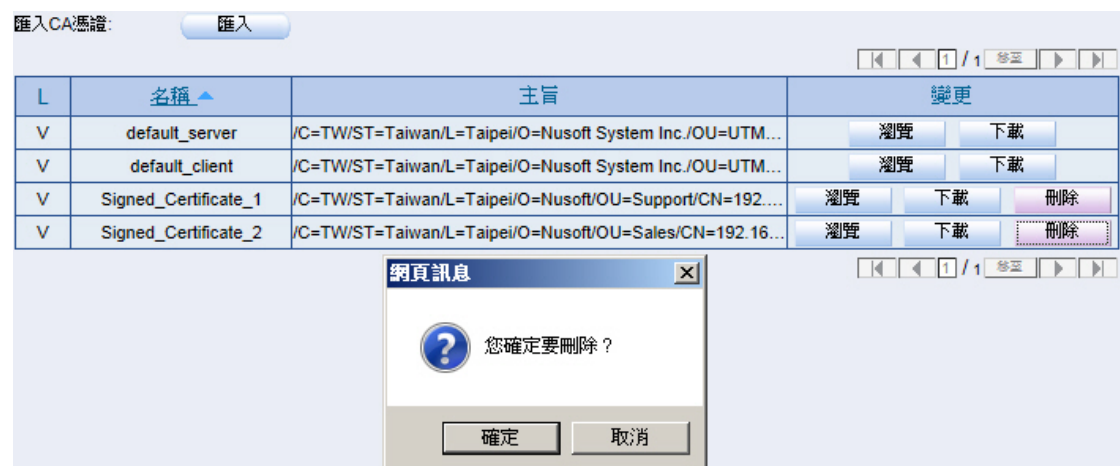 匯入CA憑證: 匯入
1 / 1 移至
L 名稱 主旨 變更
V default_server /C=TW/ST=Taiwan/L=Taipei/O=Nusoft System Inc./OU=UTM... 瀏覽 下載
V default_client /C=TW/ST=Taiwan/L=Taipei/O=Nusoft System Inc./OU=UTM... 瀏覽 下載
V Signed_Certificate_1 /C=TW/ST=Taiwan/L=Taipei/O=Nusoft/OU=Support/CN=192.... 瀏覽 下載 刪除
V Signed_Certificate_2 /C=TW/ST=Taiwan/L=Taipei/O=Nusoft/OU=Sales/CN=192.16... 瀏覽 下載 刪除
1 / 1 移至
網頁訊息
您確定要刪除？
確定 取消